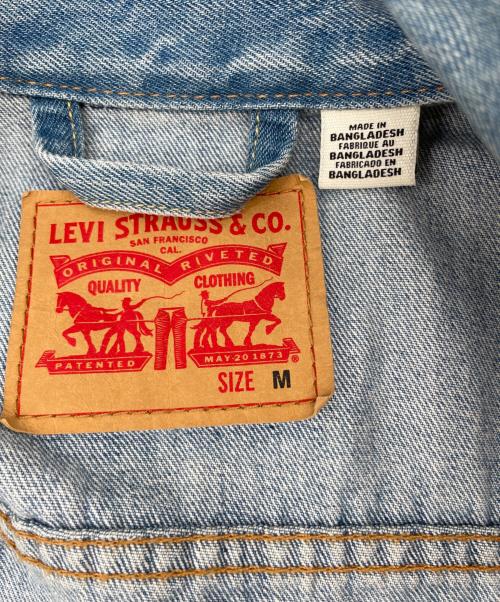 LEVI STRAUSS & CO.
SAN FRANCISCO
CAL.
ORIGINAL RIVETED
QUALITY CLOTHING
PATENTED MAY·20 1873 ®
SIZE M
MADE IN
BANGLADESH
FABRIQUE AU
BANGLADESH
FABRICADO EN
BANGLADESH